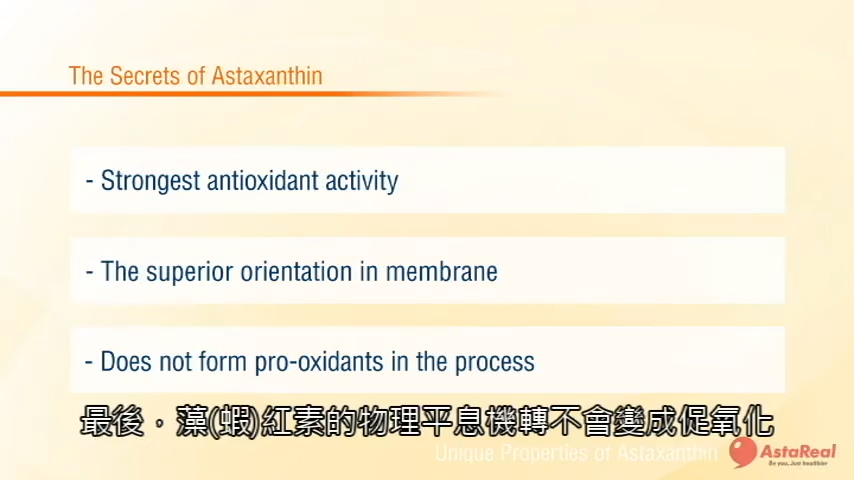 The Secrets of Astaxanthin
- Strongest antioxidant activity
- The superior orientation in membrane
- Does not form pro-oxidants in the process
最後，藻(蝦)紅素的物理平息機轉不會變成促氧化
Unique Properties of Astaxanthin
AstaReal
Be you. Just healthier